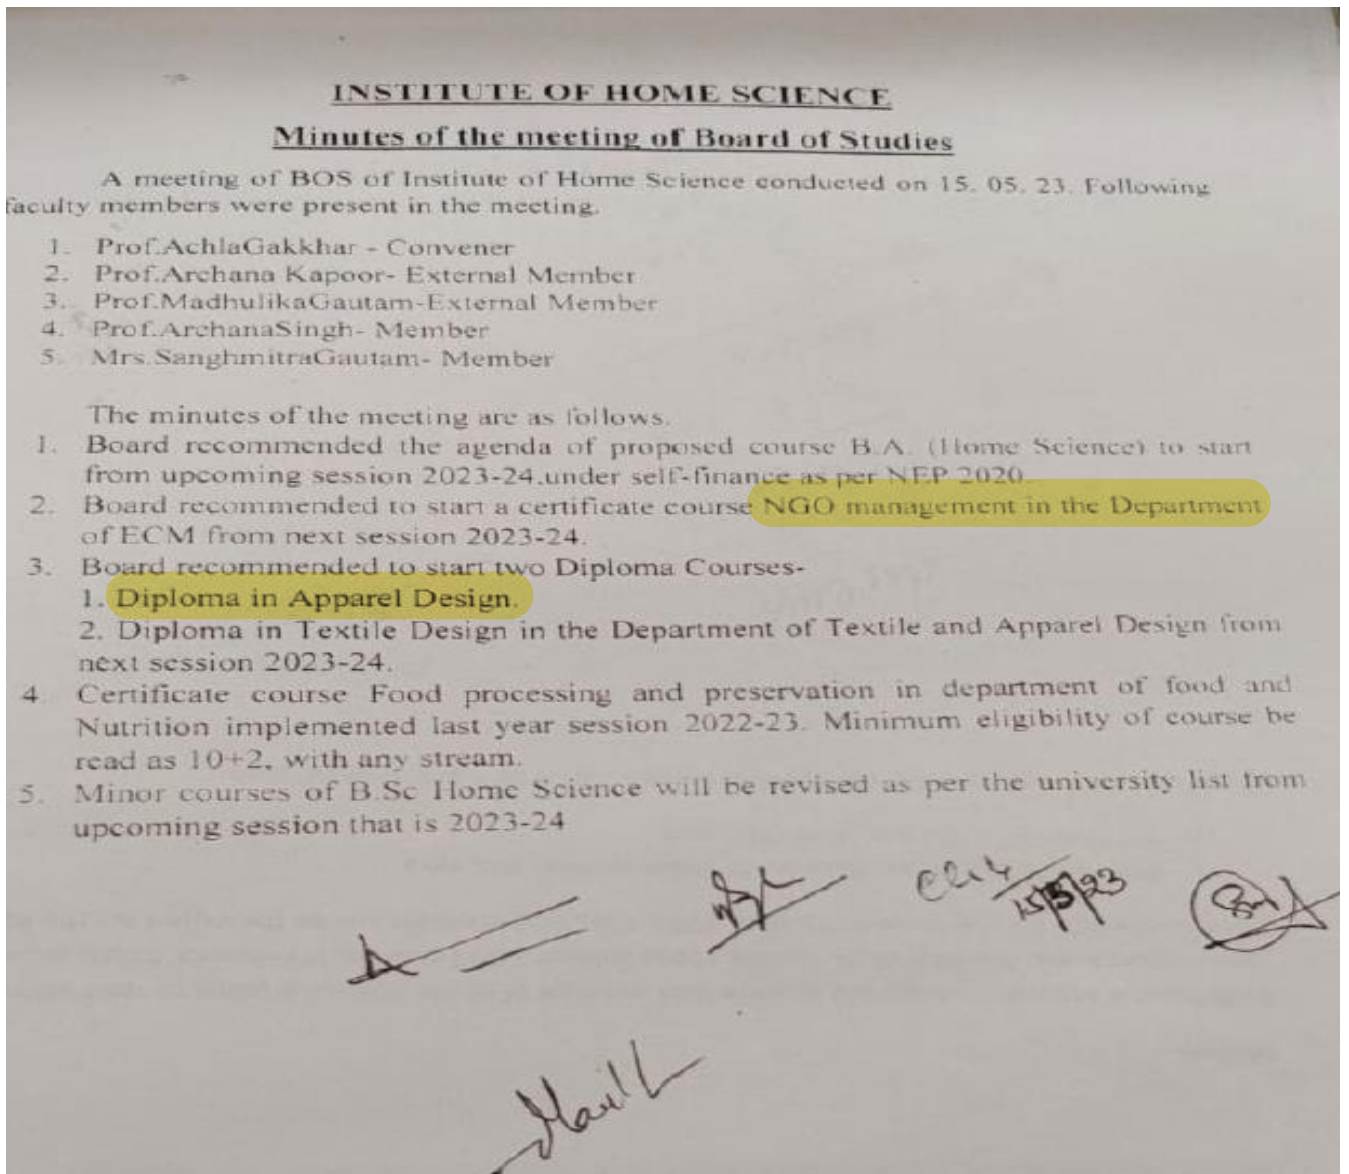 INSTITUTE OF HOME SCIENCE
Minutes of the meeting of Board of Studies
A meeting of BOS of Institute of Home Science conducted on 15. 05. 23. Following
faculty members were present in the meeting.
1. Prof.AchlaGakkhar - Convener
2. Prof.Archana Kapoor- External Member
3. Prof.MadhulikaGautam-External Member
4. Prof.ArchanaSingh- Member
5. Mrs.SanghmitraGautam- Member
The minutes of the meeting are as follows.
1. Board recommended the agenda of proposed course B.A. (Home Science) to start
from upcoming session 2023-24.under self-finance as per NEP 2020.
2. Board recommended to start a certificate course NGO management in the Department
of ECM from next session 2023-24.
3. Board recommended to start two Diploma Courses-
1. Diploma in Apparel Design.
2. Diploma in Textile Design in the Department of Textile and Apparel Design from
next session 2023-24.
4. Certificate course Food processing and preservation in department of food and
Nutrition implemented last year session 2022-23. Minimum eligibility of course be
read as 10+2, with any stream.
5. Minor courses of B.Sc Home Science will be revised as per the university list from
upcoming session that is 2023-24
15/5/23